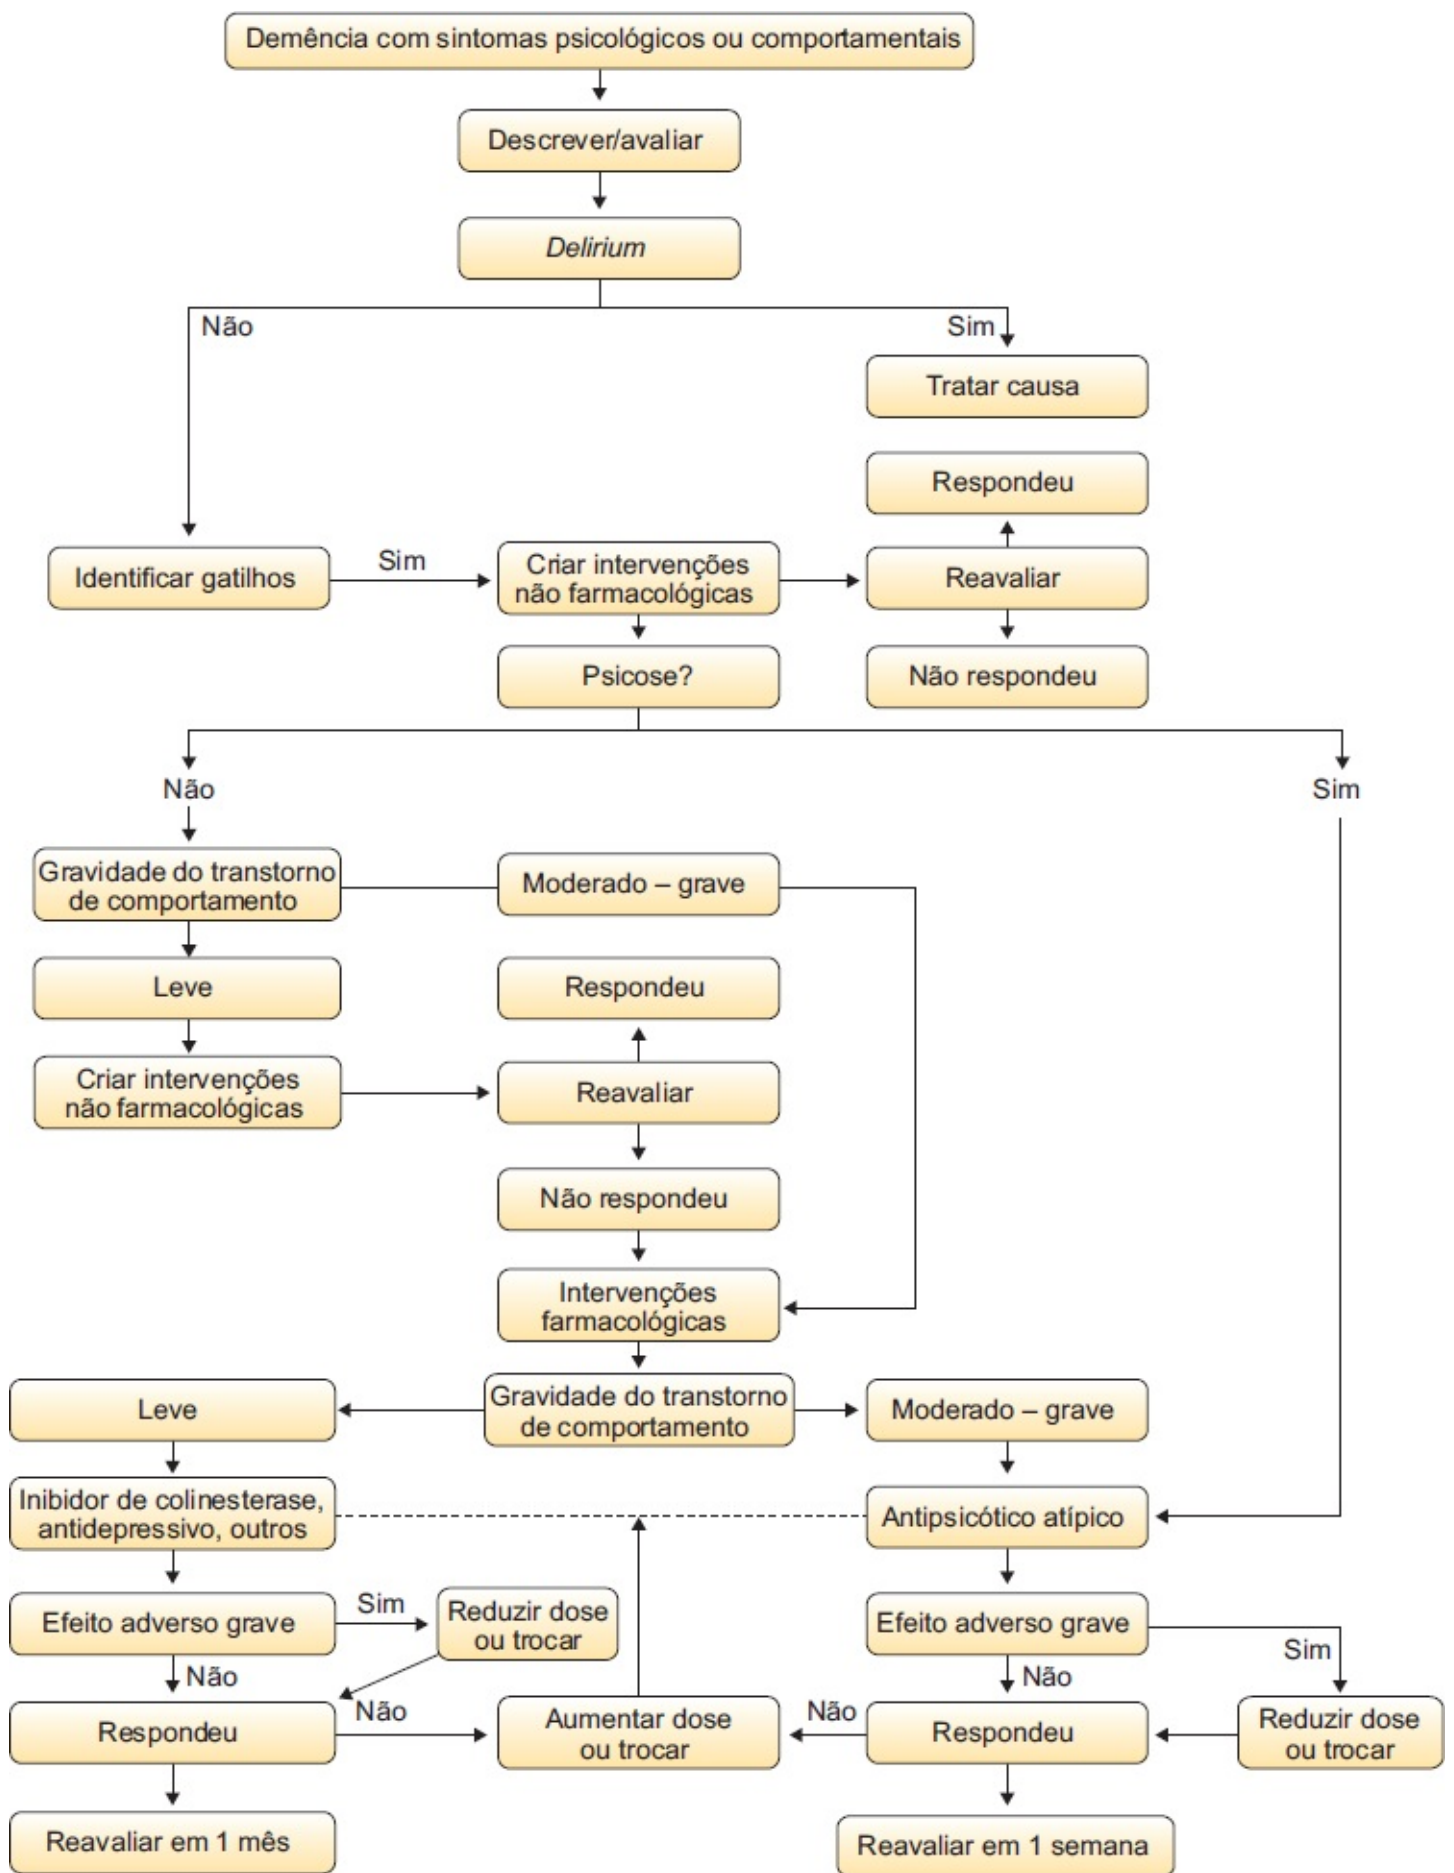 Demência com sintomas psicológicos ou comportamentais
Descrever/avaliar
Delirium
Não
Sim
Tratar causa
Respondeu
Identificar gatilhos
Sim
Criar intervenções
não farmacológicas
Reavaliar
Psicose?
Não respondeu
Não
Sim
Gravidade do transtorno
de comportamento
Moderado – grave
Leve
Respondeu
Criar intervenções
não farmacológicas
Reavaliar
Não respondeu
Intervenções
farmacológicas
Leve
Gravidade do transtorno
de comportamento
Moderado – grave
Inibidor de colinesterase,
antidepressivo, outros
Antipsicótico atípico
Efeito adverso grave
Sim
Reduzir dose
ou trocar
Efeito adverso grave
Sim
Não
Não
Respondeu
Não
Aumentar dose
ou trocar
Não
Respondeu
Reduzir dose
ou trocar
Reavaliar em 1 mês
Reavaliar em 1 semana